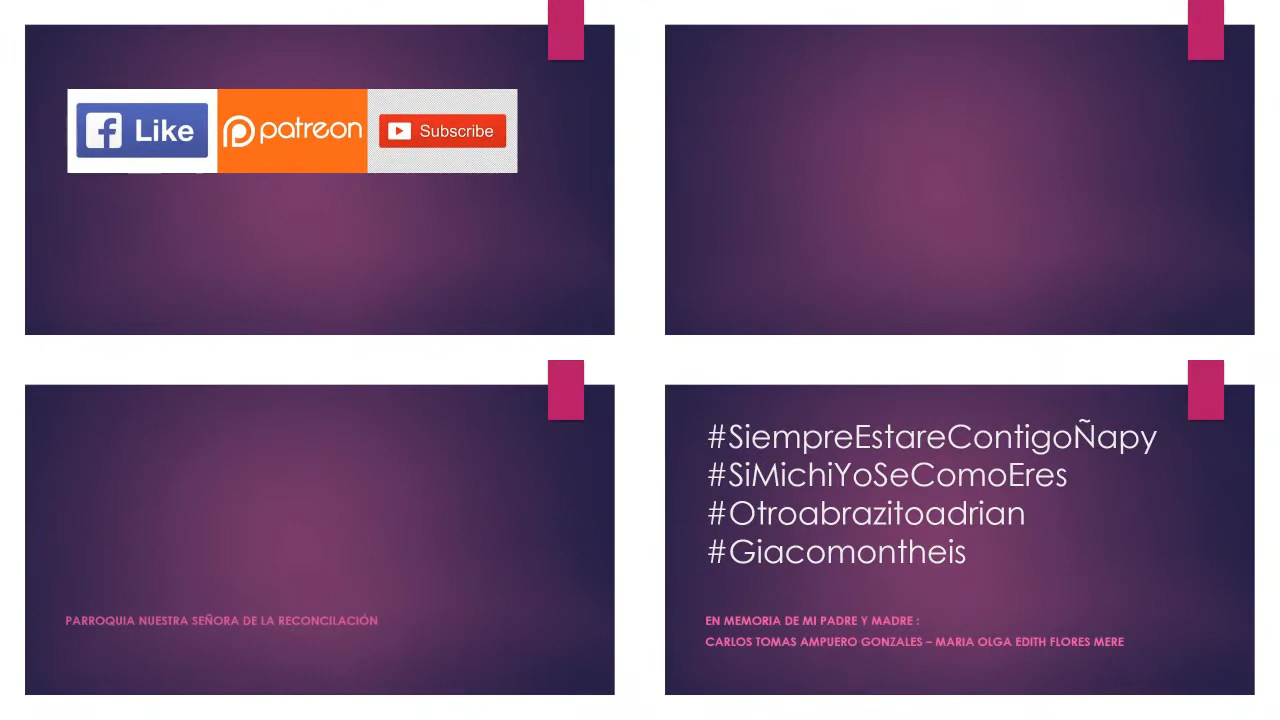 Like
patreon
Subscribe
PARROQUIA NUESTRA SEÑORA DE LA RECONCILACIÓN
#SiempreEstareContigoÑapy
#SiMichiYoSeComoEres
#Otroabrazitoadrian
#Giacomontheis
EN MEMORIA DE MI PADRE Y MADRE :
CARLOS TOMAS AMPUERO GONZALES – MARIA OLGA EDITH FLORES MERE